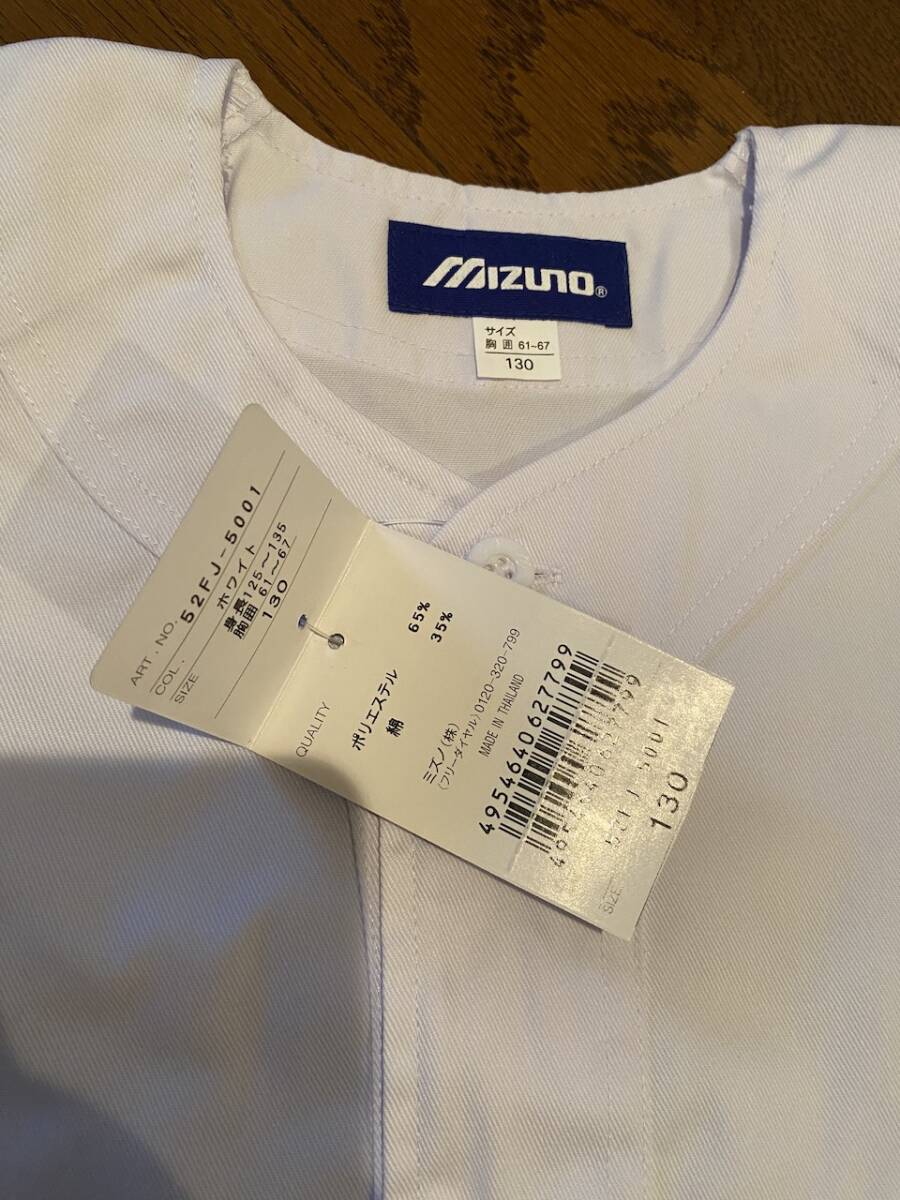 MIZUNO®
サイズ
胸囲 61~67
130
ART. NO. 52FJ-5001
COL. ホワイト
SIZE 身長125～135
胸囲 61～67
130
QUALITY
ポリエステル 65%
綿 35%
ミズノ(株)
(フリーダイヤル)0120-320-799
MADE IN THAILAND
4954640627799
4954640627799
5001
SIZE 130